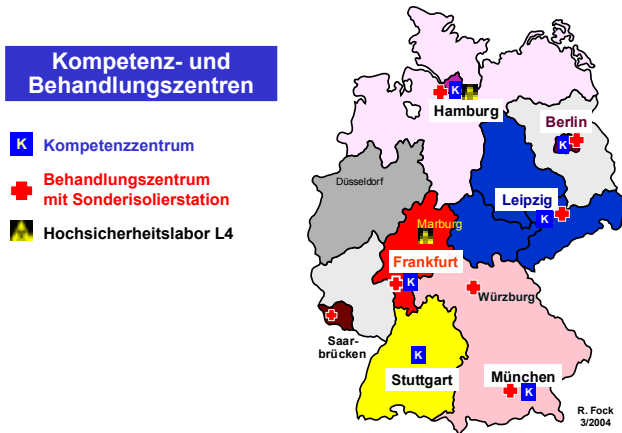 Kompetenz- und
Behandlungszentren
K Kompetenzzentrum
Behandlungszentrum
mit Sonderisolierstation
Hochsicherheitslabor L4
K
Hamburg
Berlin
K
Düsseldorf
Leipzig
K
Marburg
Frankfurt
K
Würzburg
Saar-
brücken
K
Stuttgart
München
K
R. Fock
3/2004